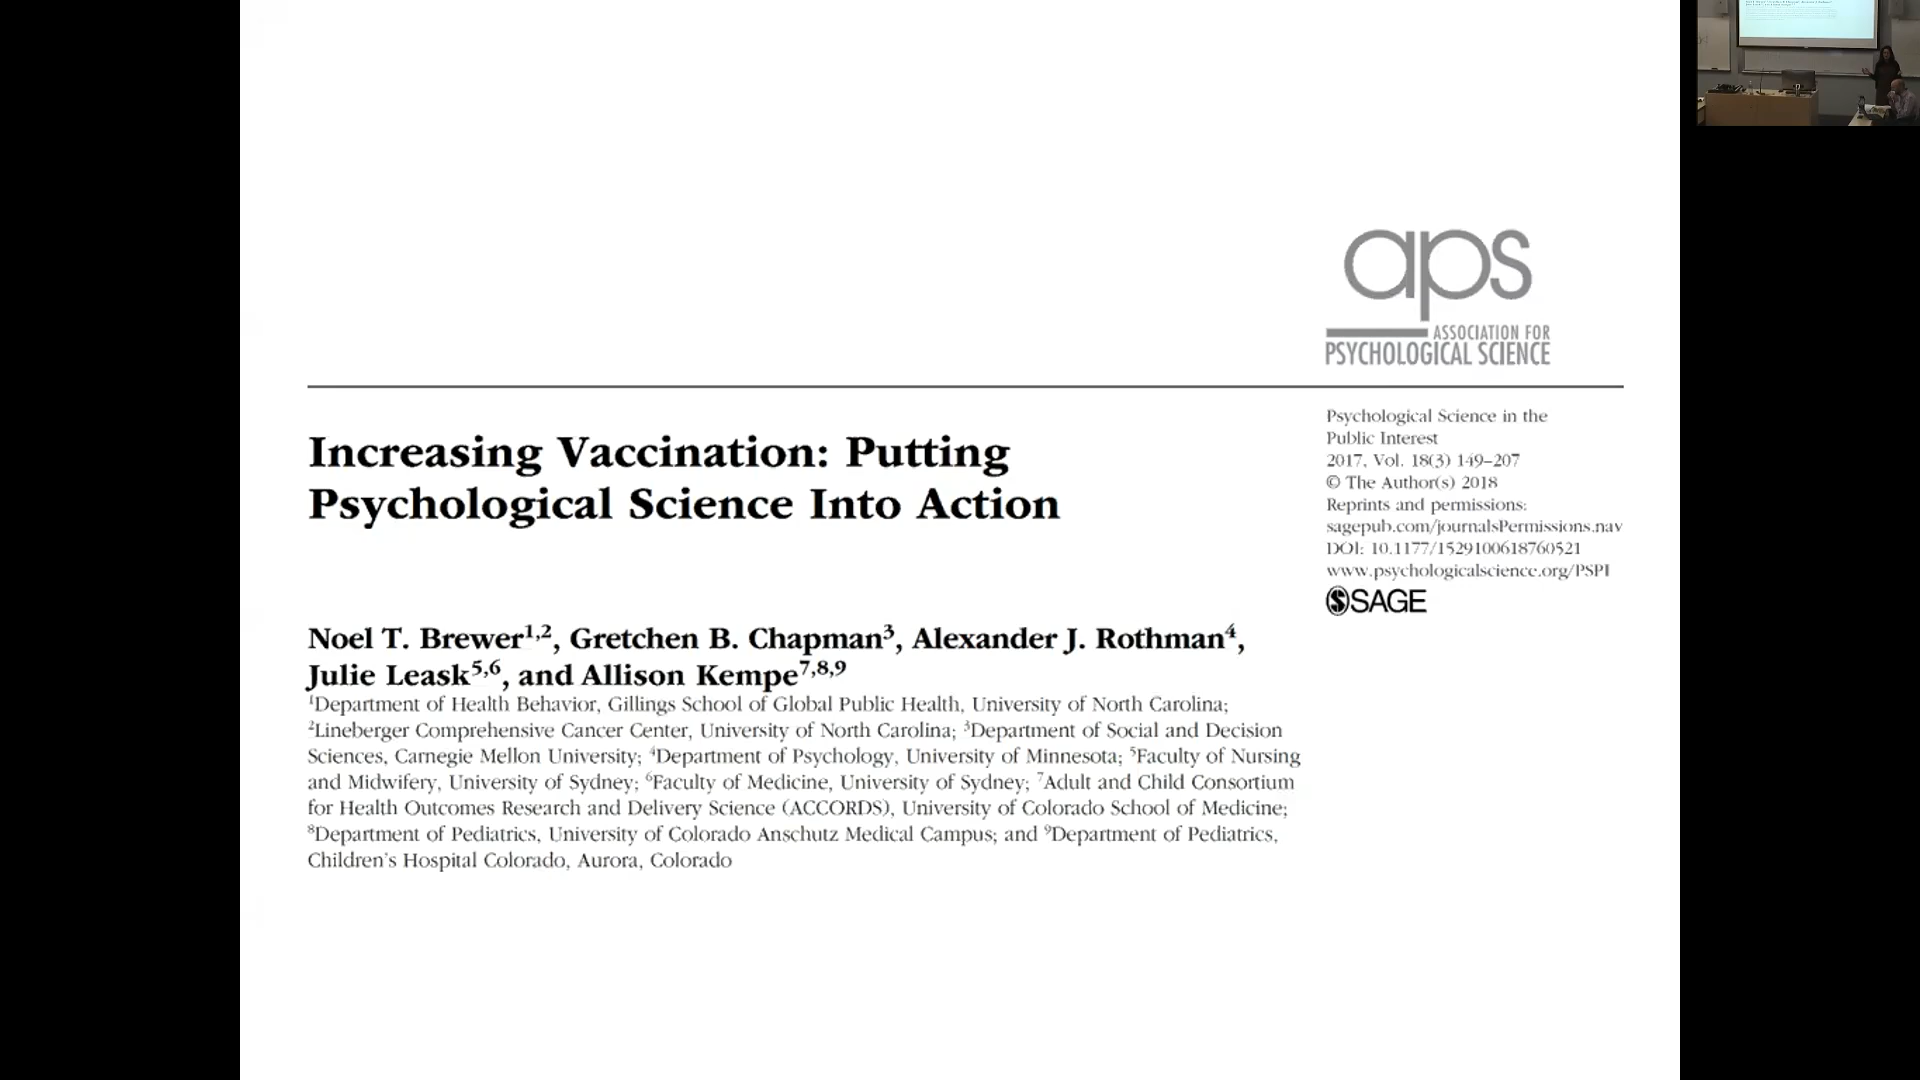 aps
ASSOCIATION FOR
PSYCHOLOGICAL SCIENCE
Increasing Vaccination: Putting
Psychological Science Into Action
Psychological Science in the
Public Interest
2017, Vol. 18(3) 149–207
© The Author(s) 2018
Reprints and permissions:
sagepub.com/journalsPermissions.nav
DOI: 10.1177/1529100618760521
www.psychologicalscience.org/PSPI
SAGE
Noel T. Brewer1,2, Gretchen B. Chapman3, Alexander J. Rothman4,
Julie Leask5,6, and Allison Kempe7,8,9
1Department of Health Behavior, Gillings School of Global Public Health, University of North Carolina;
2Lineberger Comprehensive Cancer Center, University of North Carolina; 3Department of Social and Decision
Sciences, Carnegie Mellon University; 4Department of Psychology, University of Minnesota; 5Faculty of Nursing
and Midwifery, University of Sydney; 6Faculty of Medicine, University of Sydney; 7Adult and Child Consortium
for Health Outcomes Research and Delivery Science (ACCORDS), University of Colorado School of Medicine;
8Department of Pediatrics, University of Colorado Anschutz Medical Campus; and 9Department of Pediatrics,
Children's Hospital Colorado, Aurora, Colorado